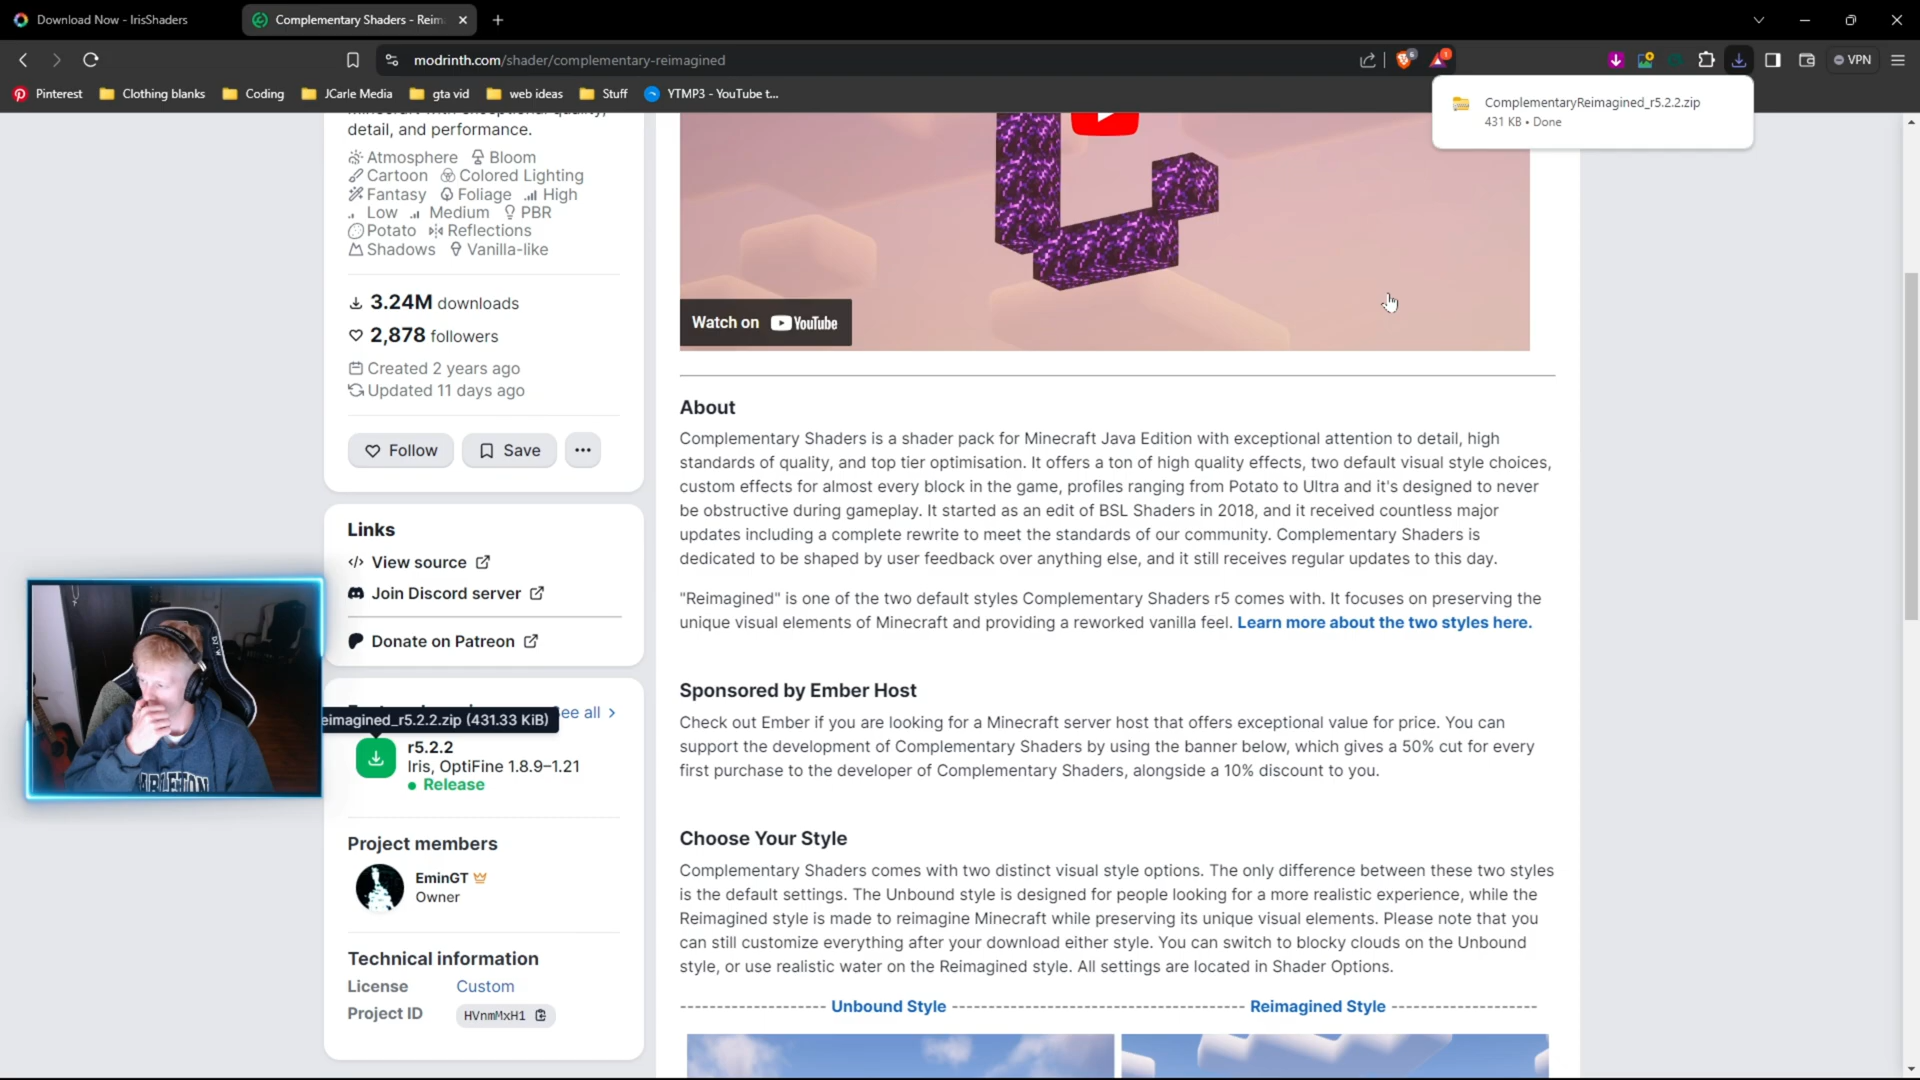 Download Now - IrisShaders
Complementary Shaders - Reim
modrinth.com/shader/complementary-reimagined
6
1
VPN
Pinterest
Clothing blanks
Coding
JCarle Media
gta vid
web ideas
Stuff
YTMP3 - YouTube t...
ComplementaryReimagined_r5.2.2.zip
431 KB • Done
detail, and performance.
Atmosphere Bloom
Cartoon Colored Lighting
Fantasy Foliage High
Low Medium PBR
Potato Reflections
Shadows Vanilla-like
3.24M downloads
2,878 followers
Created 2 years ago
Updated 11 days ago
Follow
Save
Links
View source
Join Discord server
Donate on Patreon
eimagined_r5.2.2.zip (431.33 KiB)
ee all
r5.2.2
Iris, OptiFine 1.8.9–1.21
Release
Project members
EminGT
Owner
Technical information
License Custom
Project ID HVnmMxH1
Watch on YouTube
About
Complementary Shaders is a shader pack for Minecraft Java Edition with exceptional attention to detail, high
standards of quality, and top tier optimisation. It offers a ton of high quality effects, two default visual style choices,
custom effects for almost every block in the game, profiles ranging from Potato to Ultra and it's designed to never
be obstructive during gameplay. It started as an edit of BSL Shaders in 2018, and it received countless major
updates including a complete rewrite to meet the standards of our community. Complementary Shaders is
dedicated to be shaped by user feedback over anything else, and it still receives regular updates to this day.
"Reimagined" is one of the two default styles Complementary Shaders r5 comes with. It focuses on preserving the
unique visual elements of Minecraft and providing a reworked vanilla feel. Learn more about the two styles here.
Sponsored by Ember Host
Check out Ember if you are looking for a Minecraft server host that offers exceptional value for price. You can
support the development of Complementary Shaders by using the banner below, which gives a 50% cut for every
first purchase to the developer of Complementary Shaders, alongside a 10% discount to you.
Choose Your Style
Complementary Shaders comes with two distinct visual style options. The only difference between these two styles
is the default settings. The Unbound style is designed for people looking for a more realistic experience, while the
Reimagined style is made to reimagine Minecraft while preserving its unique visual elements. Please note that you
can still customize everything after your download either style. You can switch to blocky clouds on the Unbound
style, or use realistic water on the Reimagined style. All settings are located in Shader Options.
Unbound Style
Reimagined Style